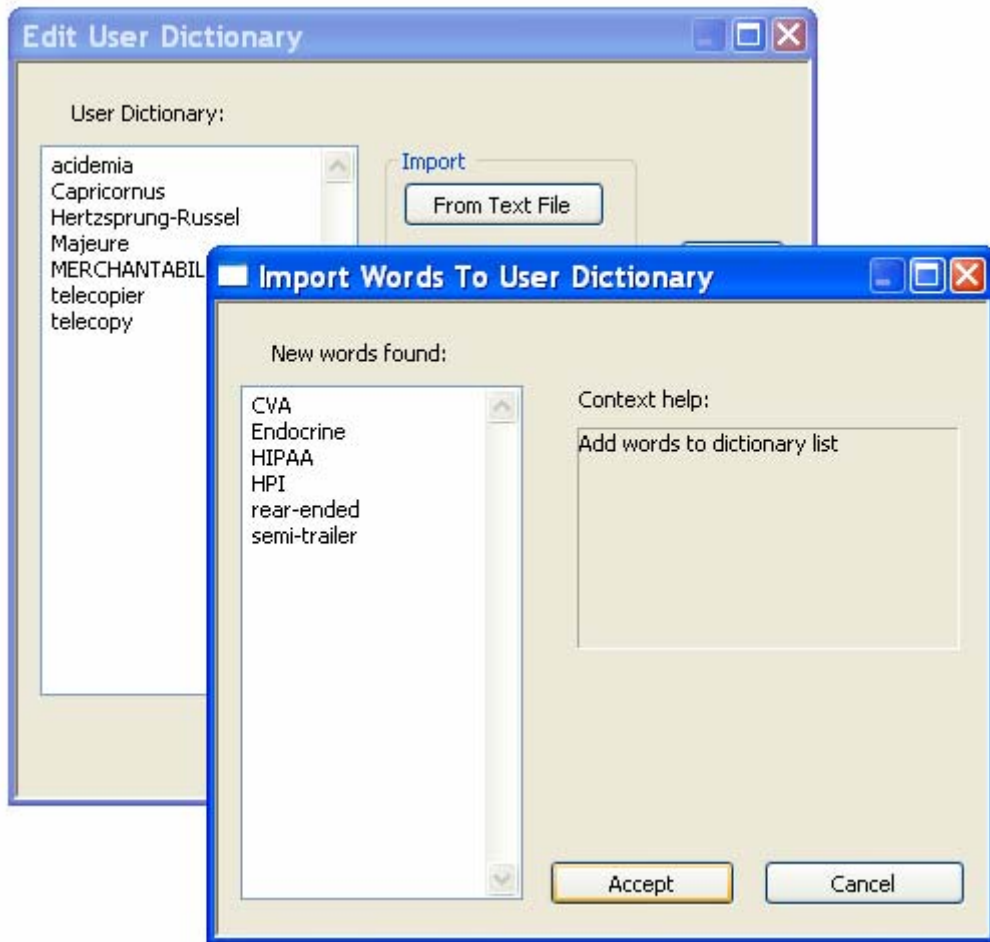 Edit User Dictionary
User Dictionary:
acidemia
Capricornus
Hertzsprung-Russel
Majeure
MERCHANTABIL
telecopier
telecopy
Import
From Text File
Import Words To User Dictionary
New words found:
CVA
Endocrine
HIPAA
HPI
rear-ended
semi-trailer
Context help:
Add words to dictionary list
Accept
Cancel